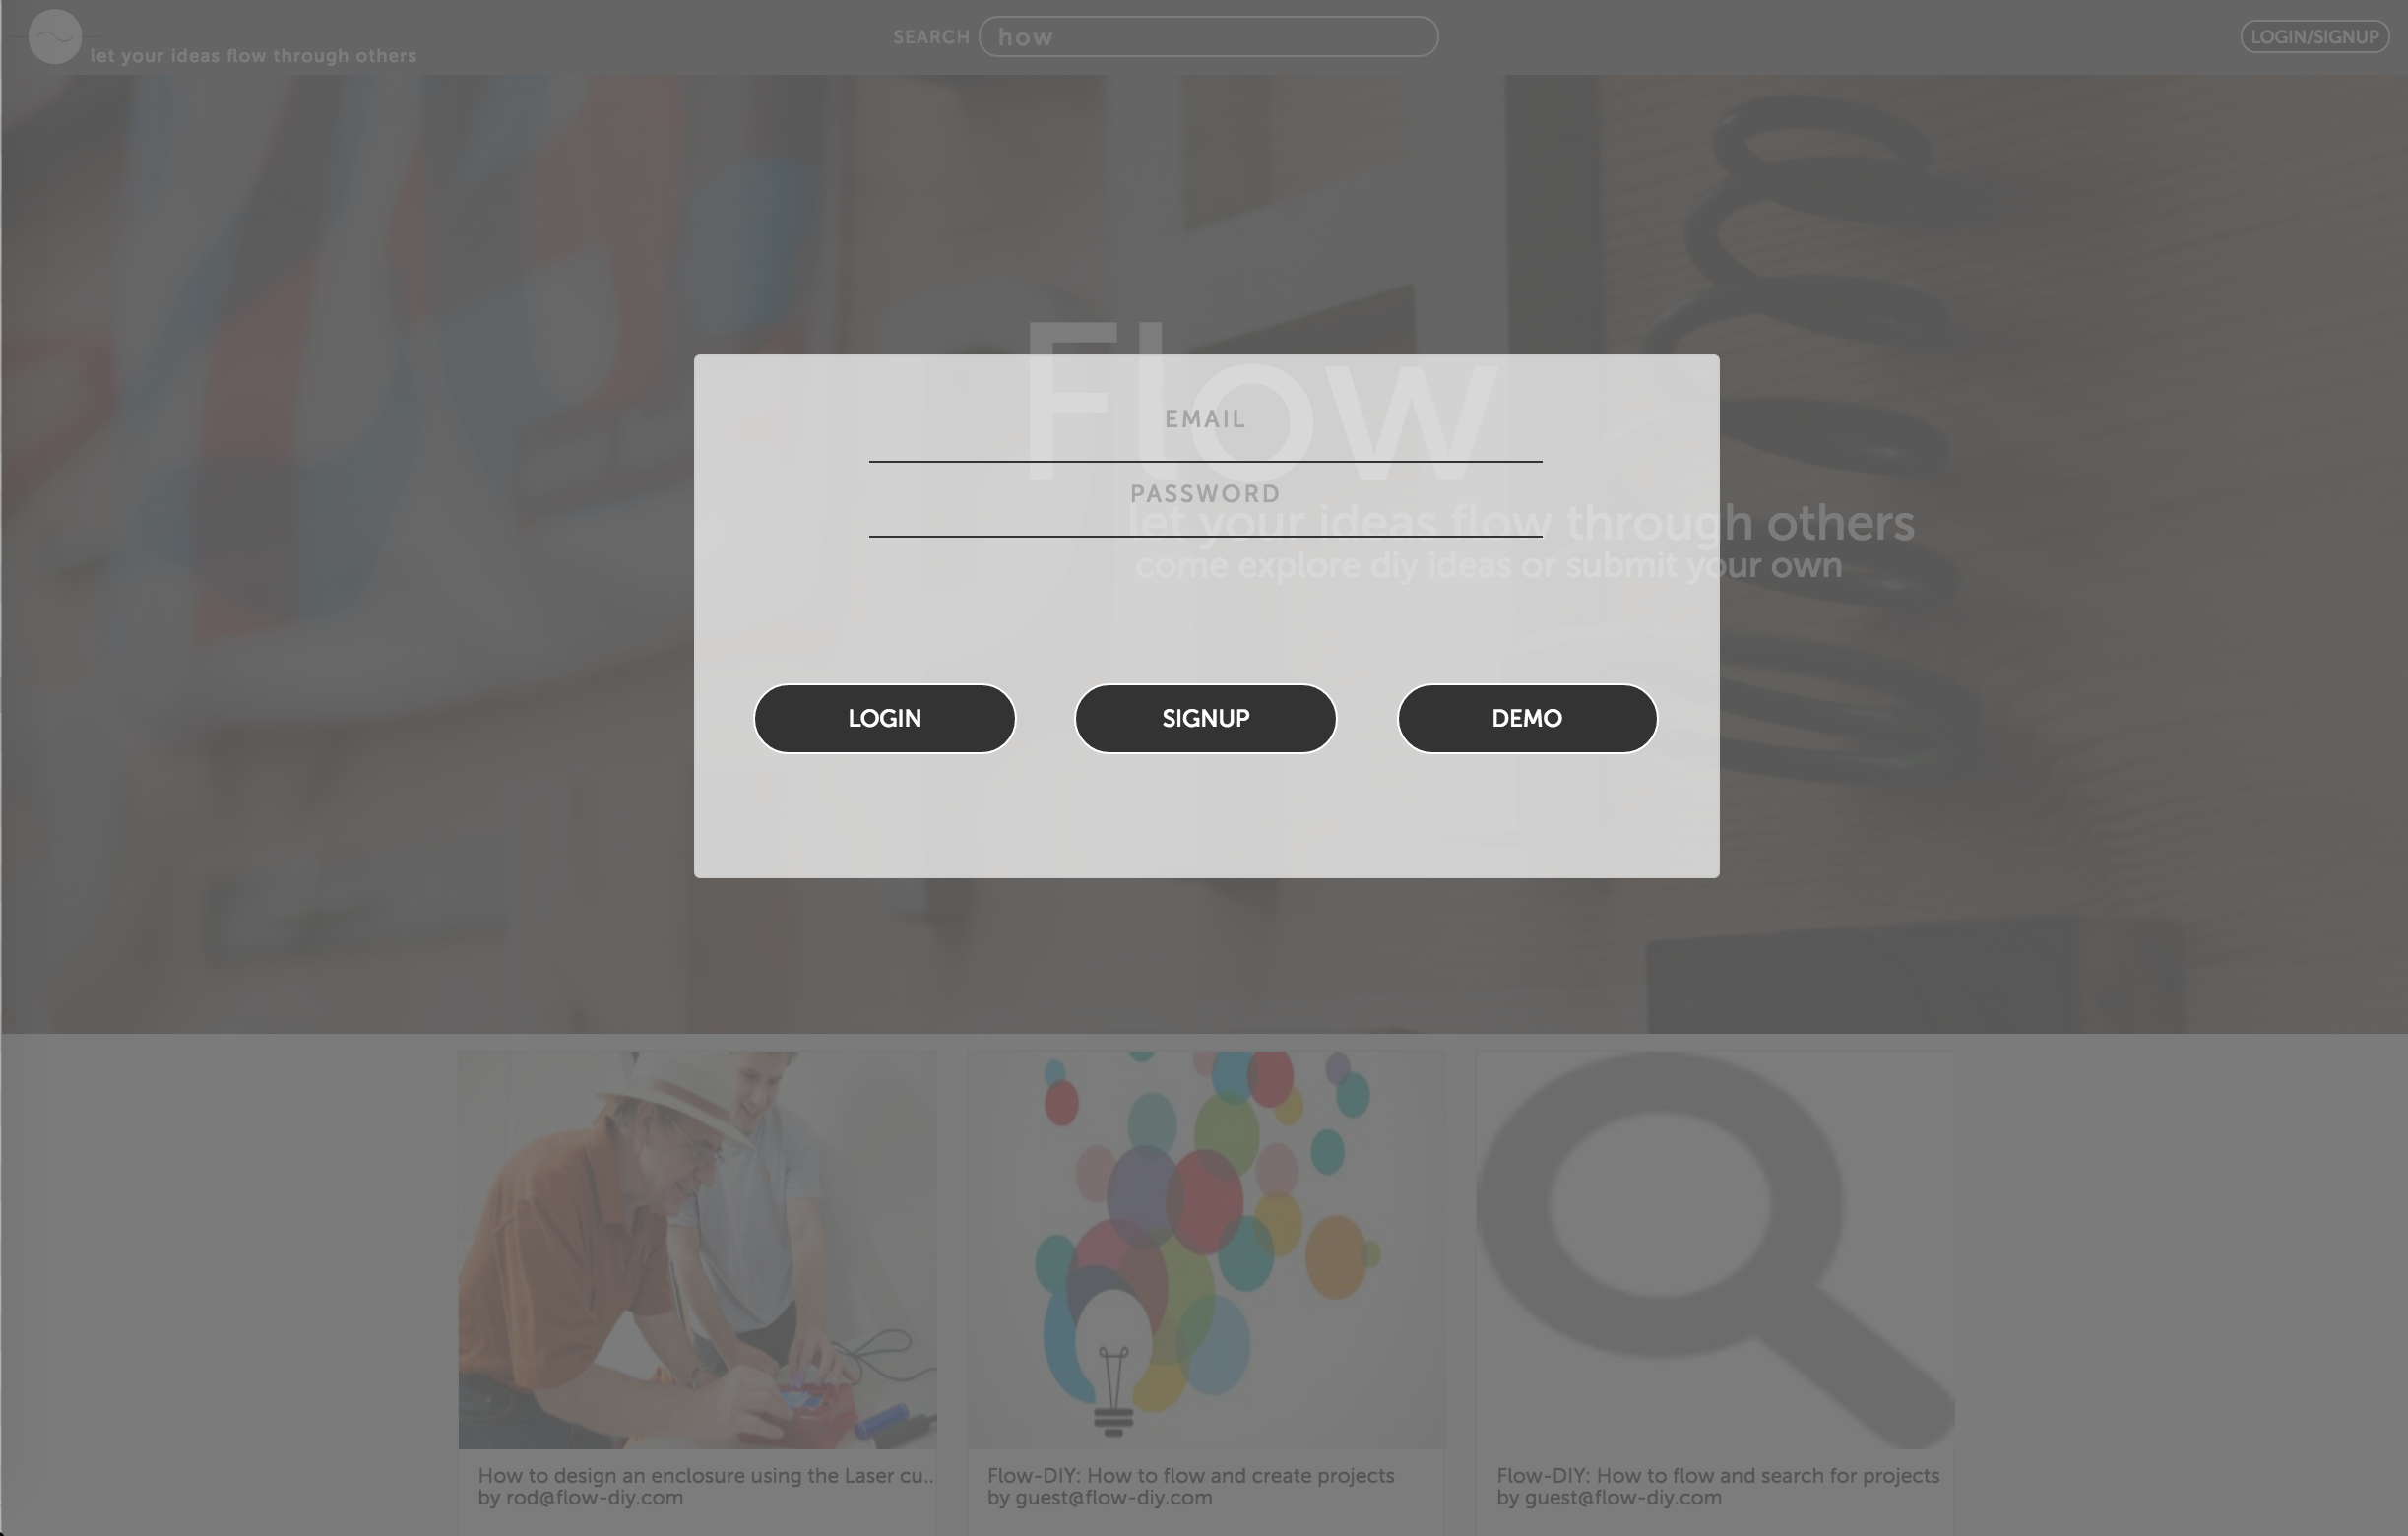 let your ideas flow through others
SEARCH how
LOGIN/SIGNUP
Flow
EMAIL
PASSWORD
let your ideas flow through others
come explore diy ideas or submit your own
LOGIN
SIGNUP
DEMO
How to design an enclosure using the Laser cu..
by rod@flow-diy.com
Flow-DIY: How to flow and create projects
by guest@flow-diy.com
Flow-DIY: How to flow and search for projects
by guest@flow-diy.com